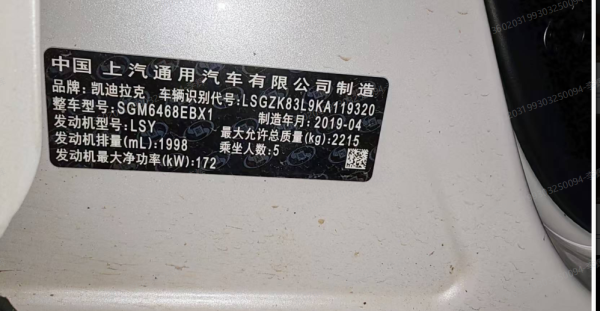 中国 上汽通用汽车有限公司制造
品牌: 凯迪拉克 车辆识别代号:LSGZK83L9KA119320
整车型号:SGM6468EBX1 制造年月:2019-04
发动机型号:LSY 最大允许总质量(kg):2215
发动机排量(mL):1998 乘坐人数:5
发动机最大净功率(kW):172